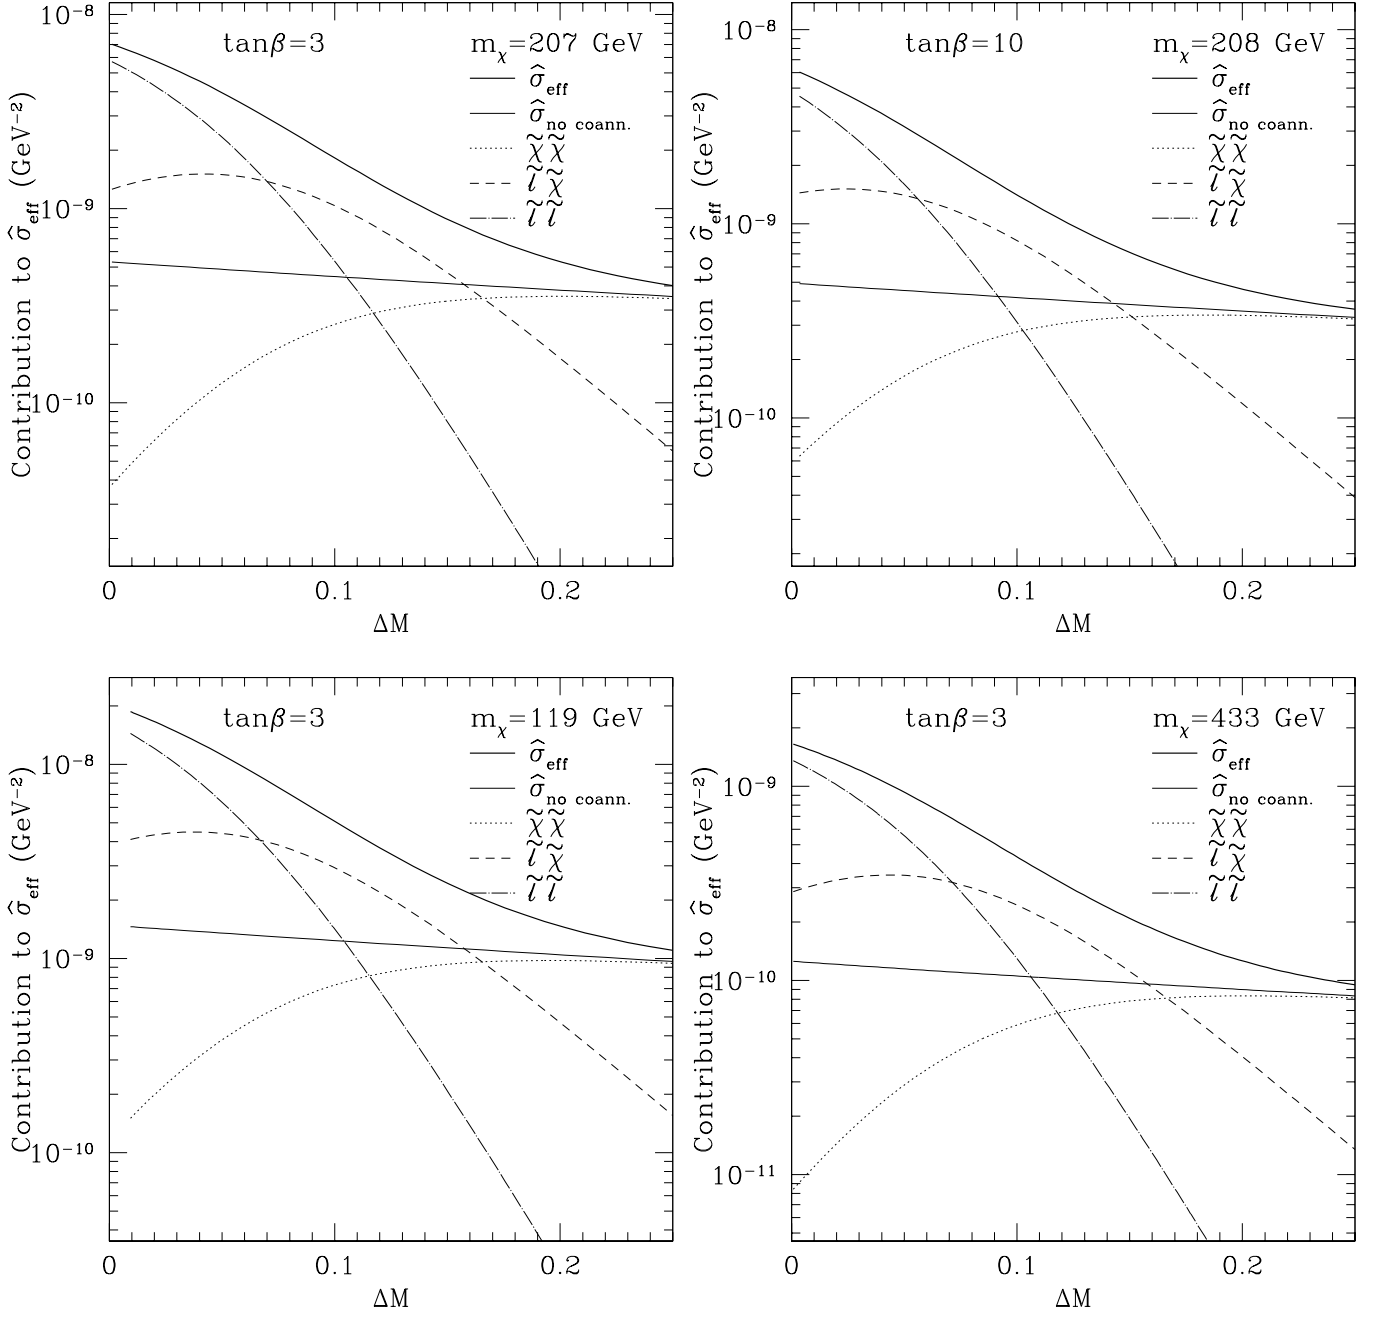 tanβ=3 m_χ=207 GeV
σ̂_eff
σ̂_no coann.
χ̃ χ̃
l̃ χ̃
l̃ l̃
10⁻⁸
10⁻⁹
10⁻¹⁰
Contribution to σ̂_eff (GeV⁻²)
0 0.1 0.2
ΔM
tanβ=10 m_χ=208 GeV
σ̂_eff
σ̂_no coann.
χ̃ χ̃
l̃ χ̃
l̃ l̃
10⁻⁸
10⁻⁹
10⁻¹⁰
Contribution to σ̂_eff (GeV⁻²)
0 0.1 0.2
ΔM
tanβ=3 m_χ=119 GeV
σ̂_eff
σ̂_no coann.
χ̃ χ̃
l̃ χ̃
l̃ l̃
10⁻⁸
10⁻⁹
10⁻¹⁰
Contribution to σ̂_eff (GeV⁻²)
0 0.1 0.2
ΔM
tanβ=3 m_χ=433 GeV
σ̂_eff
σ̂_no coann.
χ̃ χ̃
l̃ χ̃
l̃ l̃
10⁻⁹
10⁻¹⁰
10⁻¹¹
Contribution to σ̂_eff (GeV⁻²)
0 0.1 0.2
ΔM